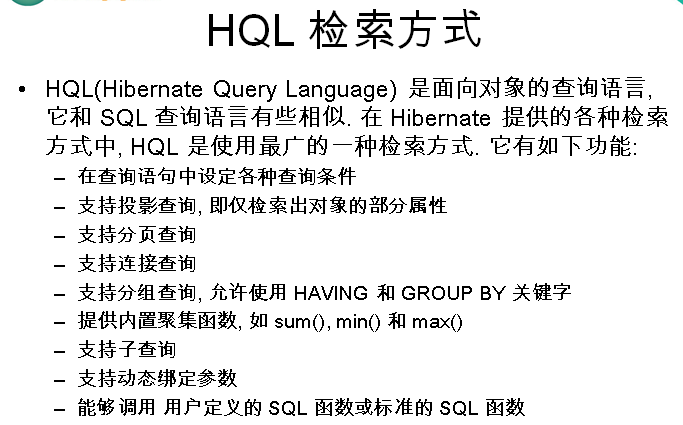 HQL 检索方式
• HQL(Hibernate Query Language) 是面向对象的查询语言,
它和 SQL 查询语言有些相似. 在 Hibernate 提供的各种检索
方式中, HQL 是使用最广的一种检索方式. 它有如下功能:
– 在查询语句中设定各种查询条件
– 支持投影查询, 即仅检索出对象的部分属性
– 支持分页查询
– 支持连接查询
– 支持分组查询, 允许使用 HAVING 和 GROUP BY 关键字
– 提供内置聚集函数, 如 sum(), min() 和 max()
– 支持子查询
– 支持动态绑定参数
– 能够调用 用户定义的 SQL 函数或标准的 SQL 函数